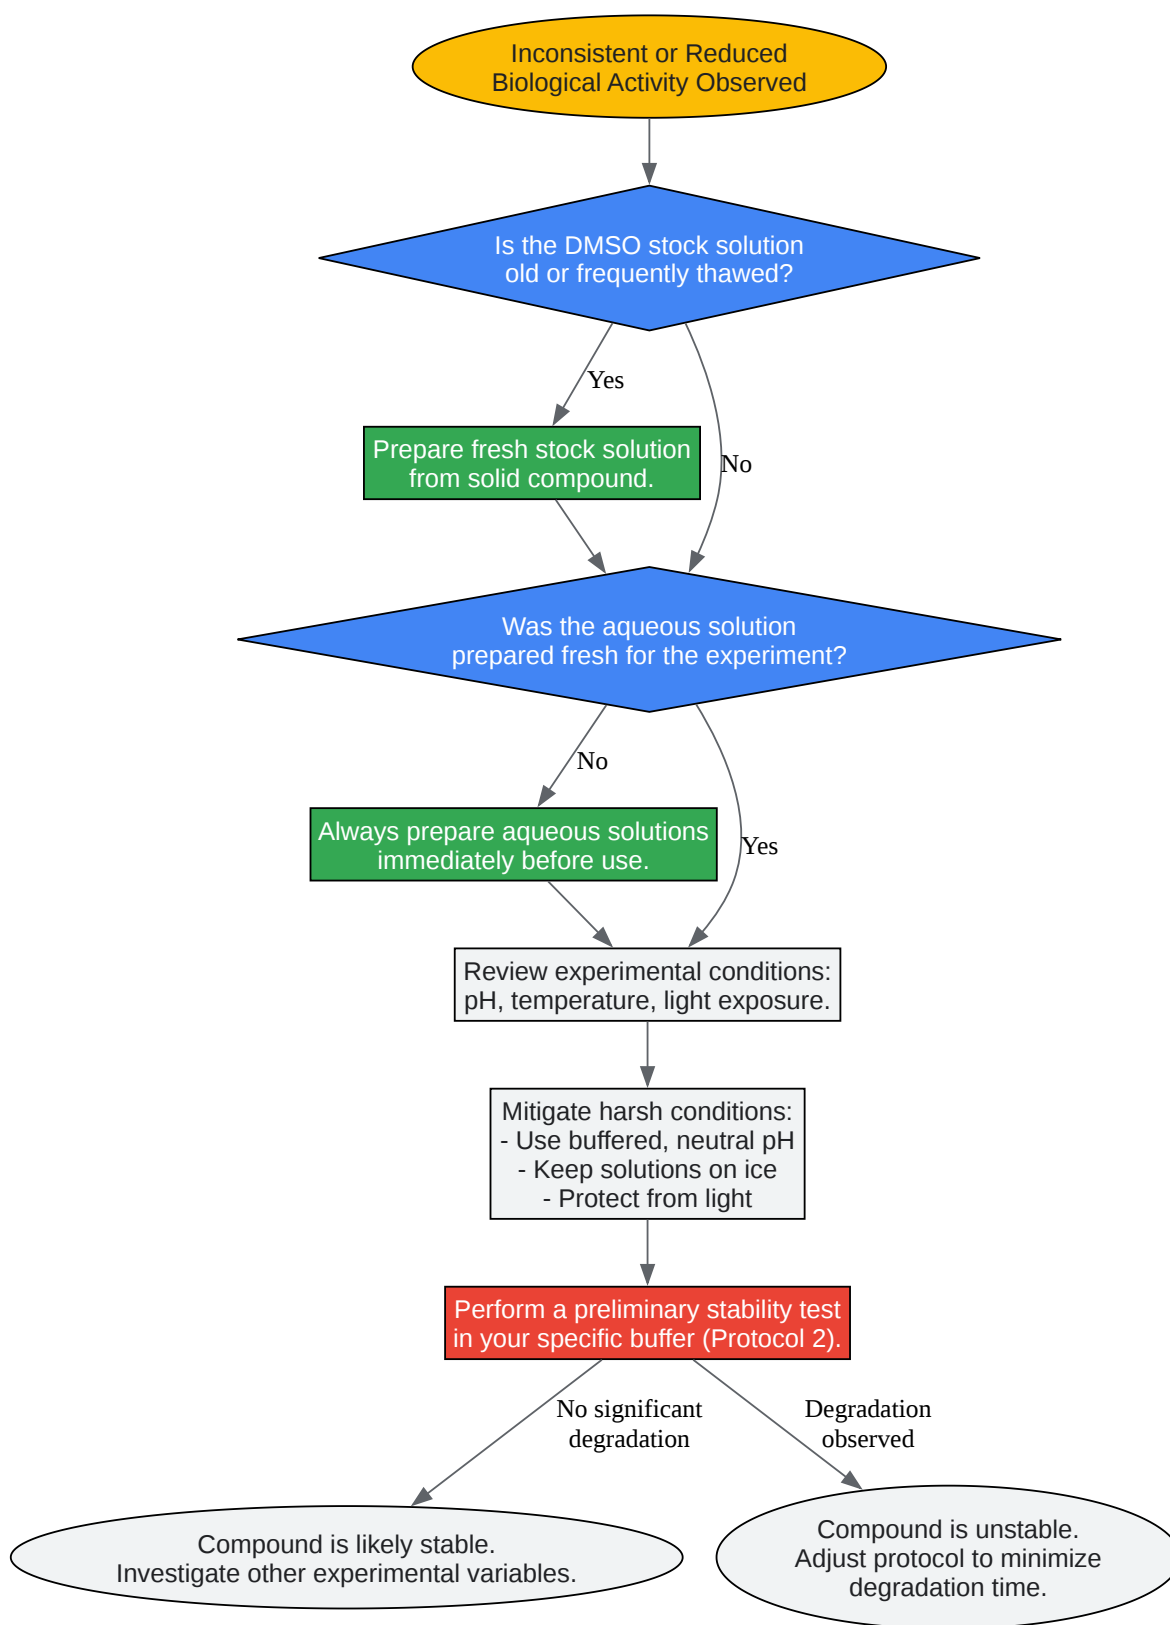 Inconsistent or Reduced
Biological Activity Observed
Is the DMSO stock solution
old or frequently thawed?
Yes
Prepare fresh stock solution
from solid compound.
No
Was the aqueous solution
prepared fresh for the experiment?
No
Always prepare aqueous solutions
immediately before use.
Yes
Review experimental conditions:
pH, temperature, light exposure.
Mitigate harsh conditions:
- Use buffered, neutral pH
- Keep solutions on ice
- Protect from light
Perform a preliminary stability test
in your specific buffer (Protocol 2).
No significant
degradation
Degradation
observed
Compound is likely stable.
Investigate other experimental variables.
Compound is unstable.
Adjust protocol to minimize
degradation time.